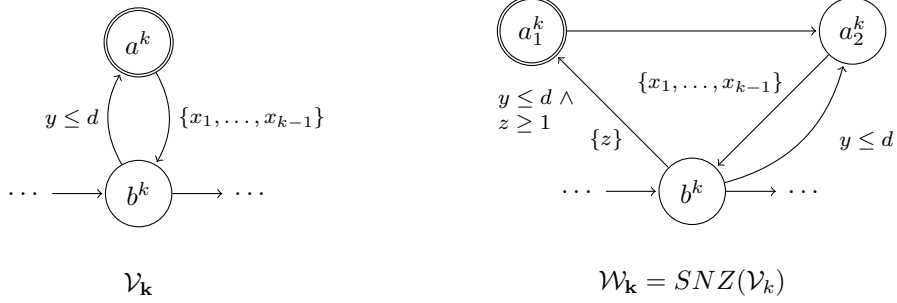 a^k
y ≤ d
{x_1, . . . , x_{k−1}}
· · ·
b^k
· · ·
𝒱_k
a_1^k
a_2^k
{x_1, . . . , x_{k−1}}
y ≤ d ∧
z ≥ 1
{z}
y ≤ d
· · ·
b^k
· · ·
𝒲_k = SNZ(𝒱_k)